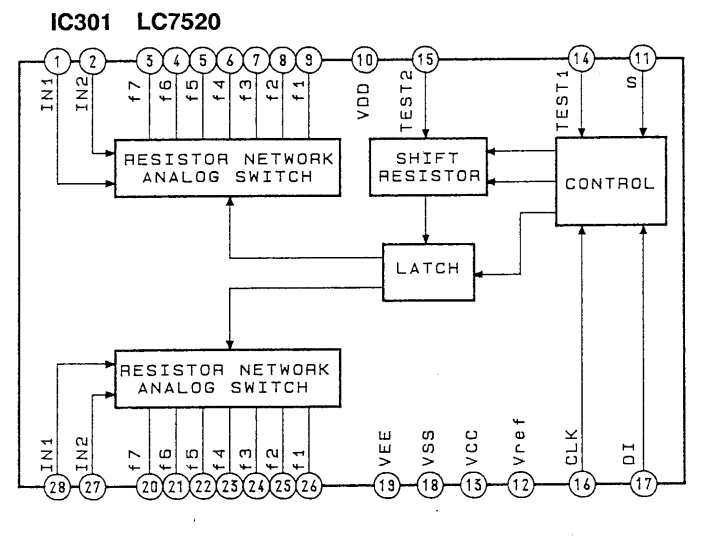 IC301 LC7520
1 2 3 4 5 6 7 8 9 10 15 14 11
IN1 IN2 f7 f6 f5 f4 f3 f2 f1 VDD TEST2 TEST1 S
RESISTOR NETWORK
ANALOG SWITCH
SHIFT
RESISTOR
CONTROL
LATCH
RESISTOR NETWORK
ANALOG SWITCH
IN1 IN2 f7 f6 f5 f4 f3 f2 f1 VEE VSS VCC Vref CLK DI
28 27 20 21 22 23 24 25 26 19 18 13 12 16 17